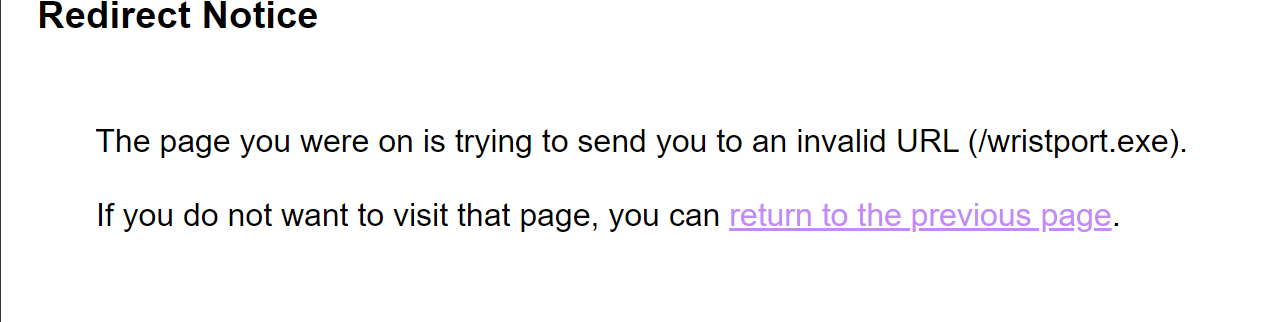 Redirect Notice
The page you were on is trying to send you to an invalid URL (/wristport.exe).
If you do not want to visit that page, you can return to the previous page.